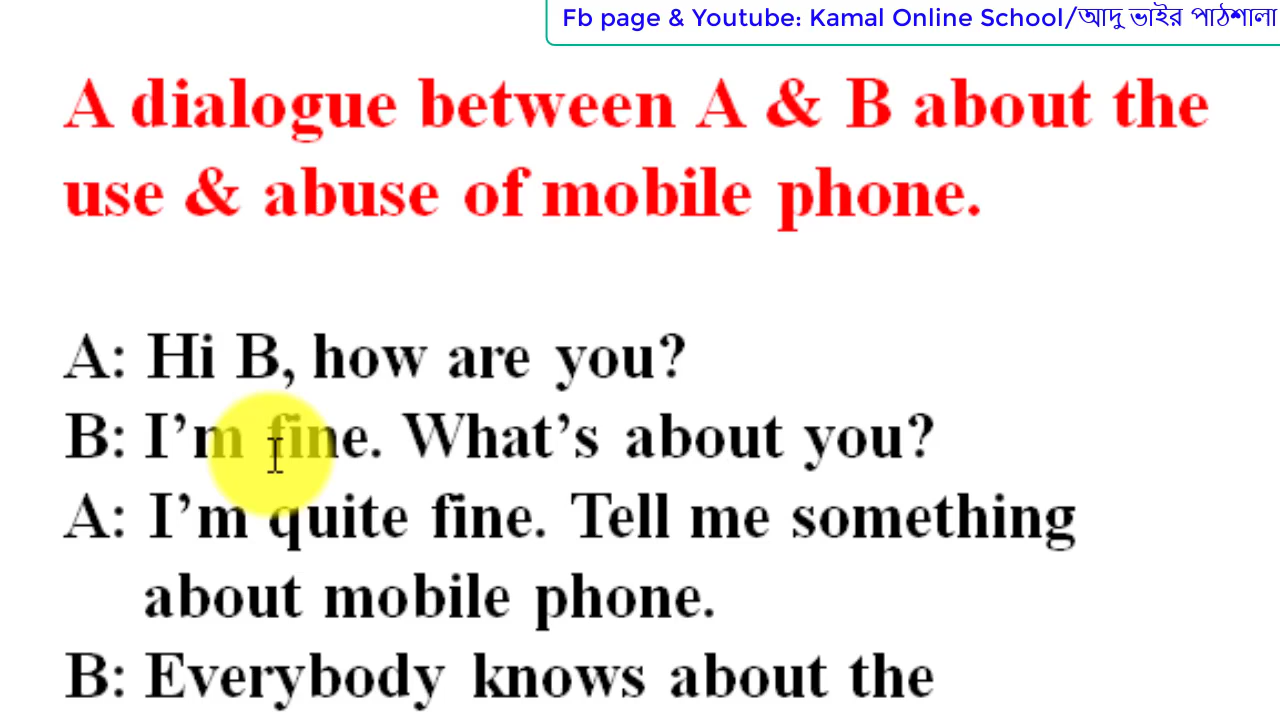 Fb page & Youtube: Kamal Online School/আদু ভাইর পাঠশালা
A dialogue between A & B about the
use & abuse of mobile phone.
A: Hi B, how are you?
B: I’m fine. What’s about you?
A: I’m quite fine. Tell me something
about mobile phone.
B: Everybody knows about the